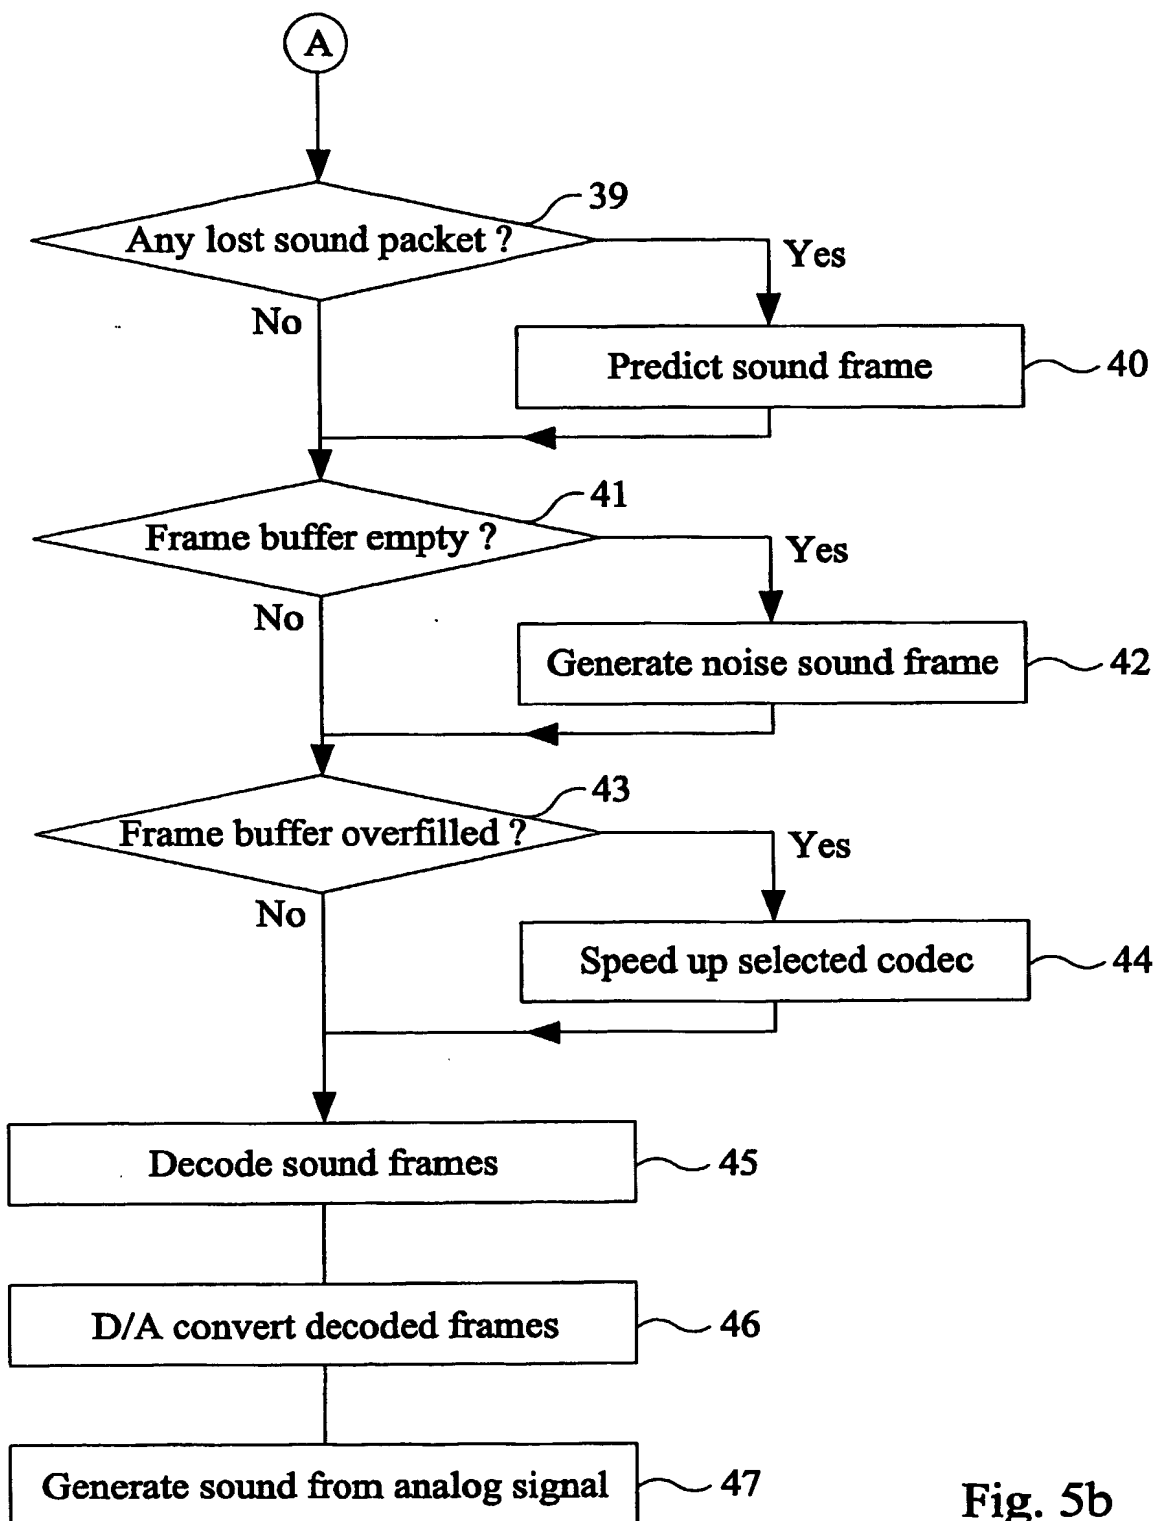 A
39
Any lost sound packet ?
Yes
No
Predict sound frame
40
41
Frame buffer empty ?
Yes
No
Generate noise sound frame
42
43
Frame buffer overfilled ?
Yes
No
Speed up selected codec
44
Decode sound frames
45
D/A convert decoded frames
46
Generate sound from analog signal
47
Fig. 5b